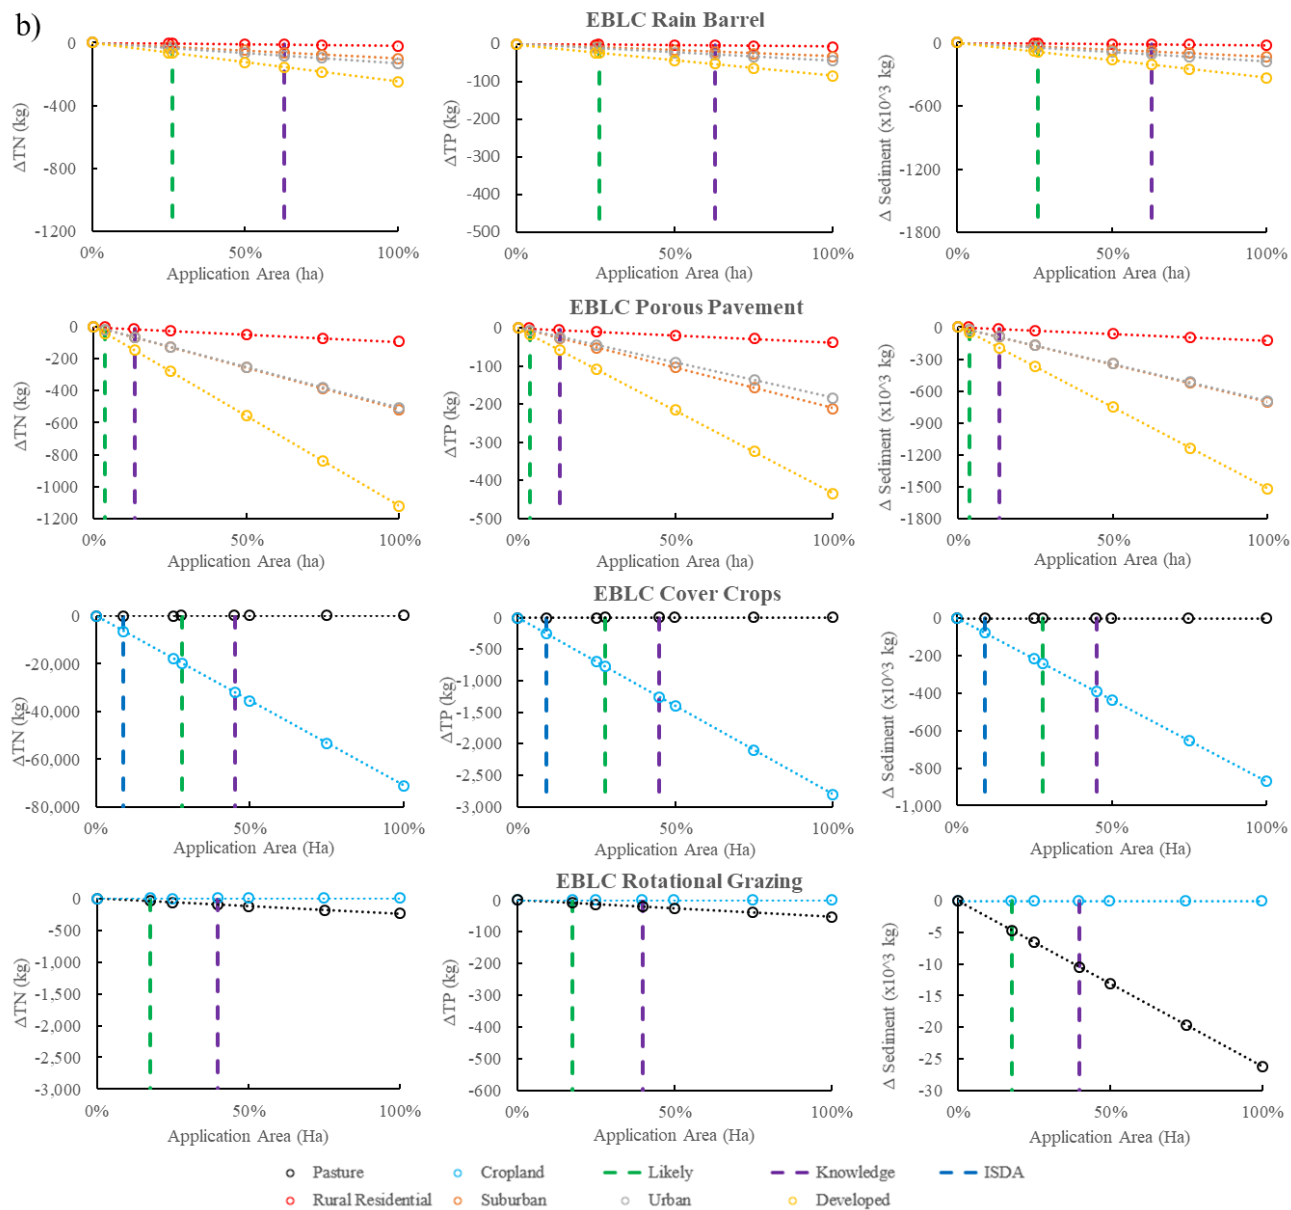 b)
EBLC Rain Barrel
0
-400
-800
-1200
ΔTN (kg)
0% 50% 100%
Application Area (ha)
0
-100
-200
-300
-400
-500
ΔTP (kg)
0% 50% 100%
Application Area (ha)
0
-600
-1200
-1800
Δ Sediment (x10^3 kg)
0% 50% 100%
Application Area (ha)
EBLC Porous Pavement
0
-200
-400
-600
-800
-1000
-1200
ΔTN (kg)
0% 50% 100%
Application Area (ha)
0
-100
-200
-300
-400
-500
ΔTP (kg)
0% 50% 100%
Application Area (ha)
0
-300
-600
-900
-1200
-1500
-1800
Δ Sediment (x10^3 kg)
0% 50% 100%
Application Area (ha)
EBLC Cover Crops
0
-20,000
-40,000
-60,000
-80,000
ΔTN (kg)
0% 50% 100%
Application Area (Ha)
0
-500
-1,000
-1,500
-2,000
-2,500
-3,000
ΔTP (kg)
0% 50% 100%
Application Area (Ha)
0
-200
-400
-600
-800
-1,000
Δ Sediment (x10^3 kg)
0% 50% 100%
Application Area (Ha)
EBLC Rotational Grazing
0
-500
-1,000
-1,500
-2,000
-2,500
-3,000
ΔTN (kg)
0% 50% 100%
Application Area (Ha)
0
-100
-200
-300
-400
-500
-600
ΔTP (kg)
0% 50% 100%
Application Area (Ha)
0
-5
-10
-15
-20
-25
-30
Δ Sediment (x10^3 kg)
0% 50% 100%
Application Area (Ha)
Pasture Cropland Likely Knowledge ISDA
Rural Residential Suburban Urban Developed